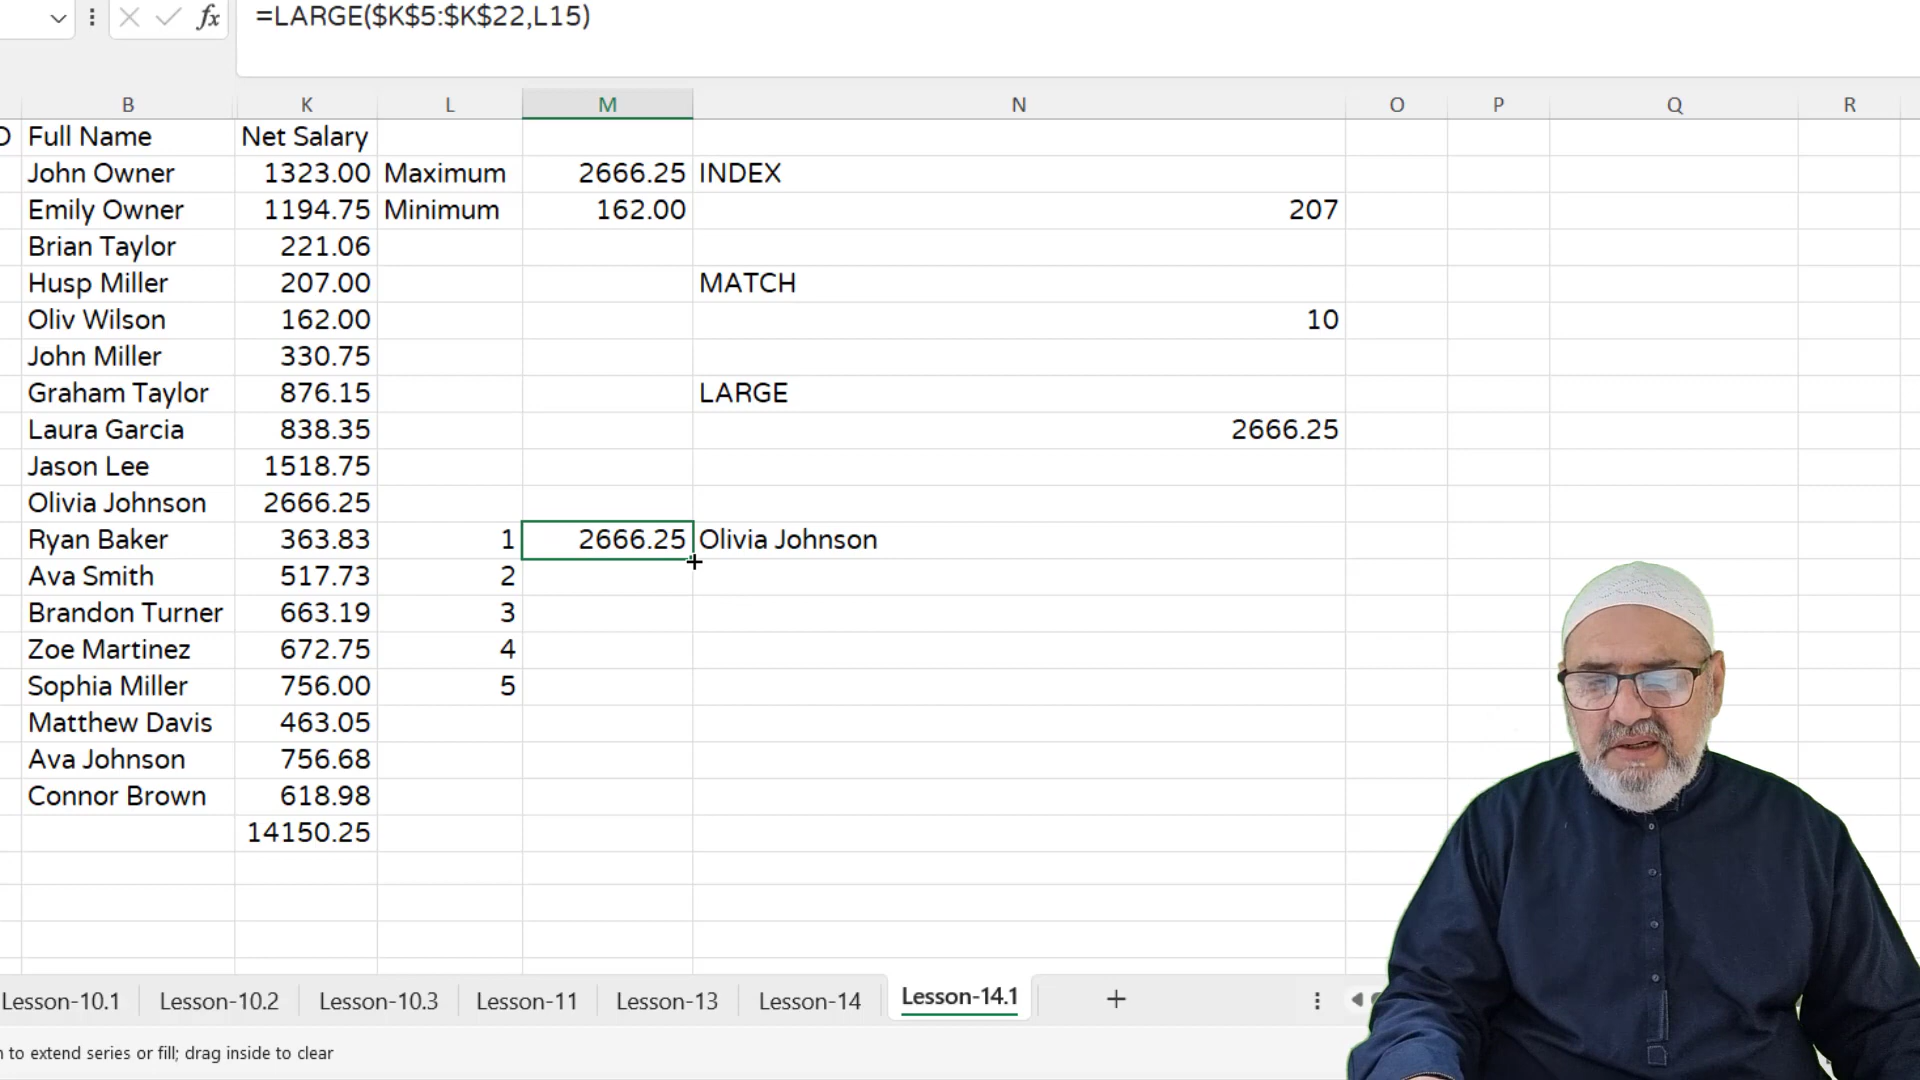 fx =LARGE($K$5:$K$22,L15)
B K L M N O P Q R
Full Name Net Salary
John Owner 1323.00 Maximum 2666.25 INDEX
Emily Owner 1194.75 Minimum 162.00 207
Brian Taylor 221.06
Husp Miller 207.00 MATCH
Oliv Wilson 162.00 10
John Miller 330.75
Graham Taylor 876.15 LARGE
Laura Garcia 838.35 2666.25
Jason Lee 1518.75
Olivia Johnson 2666.25
Ryan Baker 363.83 1 2666.25 Olivia Johnson
Ava Smith 517.73 2
Brandon Turner 663.19 3
Zoe Martinez 672.75 4
Sophia Miller 756.00 5
Matthew Davis 463.05
Ava Johnson 756.68
Connor Brown 618.98
14150.25
Lesson-10.1 Lesson-10.2 Lesson-10.3 Lesson-11 Lesson-13 Lesson-14 Lesson-14.1
to extend series or fill; drag inside to clear